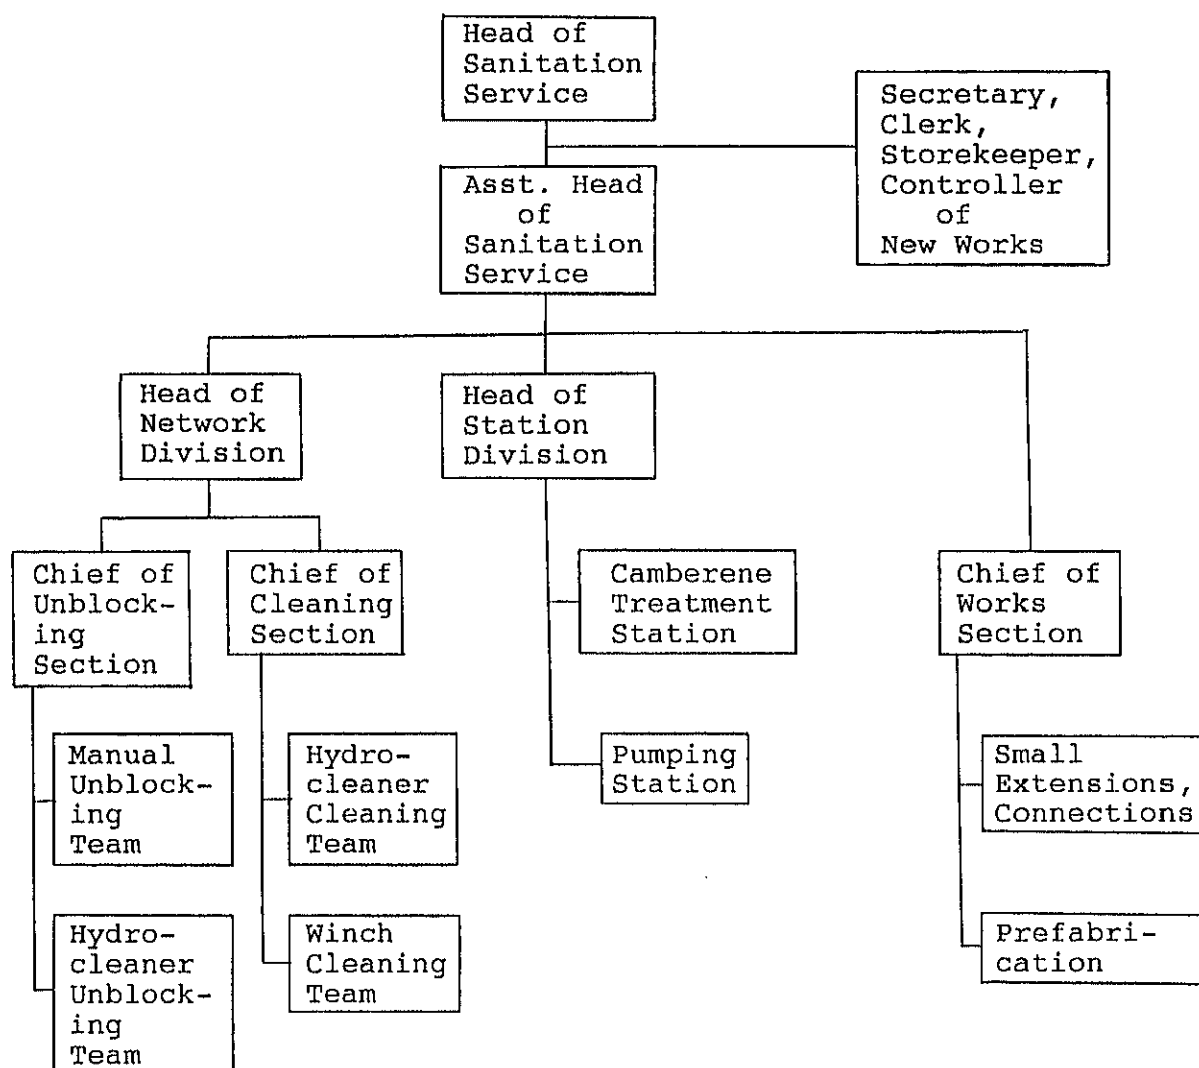 Head of
Sanitation
Service
Secretary,
Clerk,
Storekeeper,
Controller
of
New Works
Asst. Head
of
Sanitation
Service
Head of
Network
Division
Head of
Station
Division
Chief of
Unblock-
ing
Section
Chief of
Cleaning
Section
Camberene
Treatment
Station
Chief of
Works
Section
Manual
Unblock-
ing
Team
Hydro-
cleaner
Cleaning
Team
Pumping
Station
Small
Extensions,
Connections
Hydro-
cleaner
Unblock-
ing
Team
Winch
Cleaning
Team
Prefabri-
cation